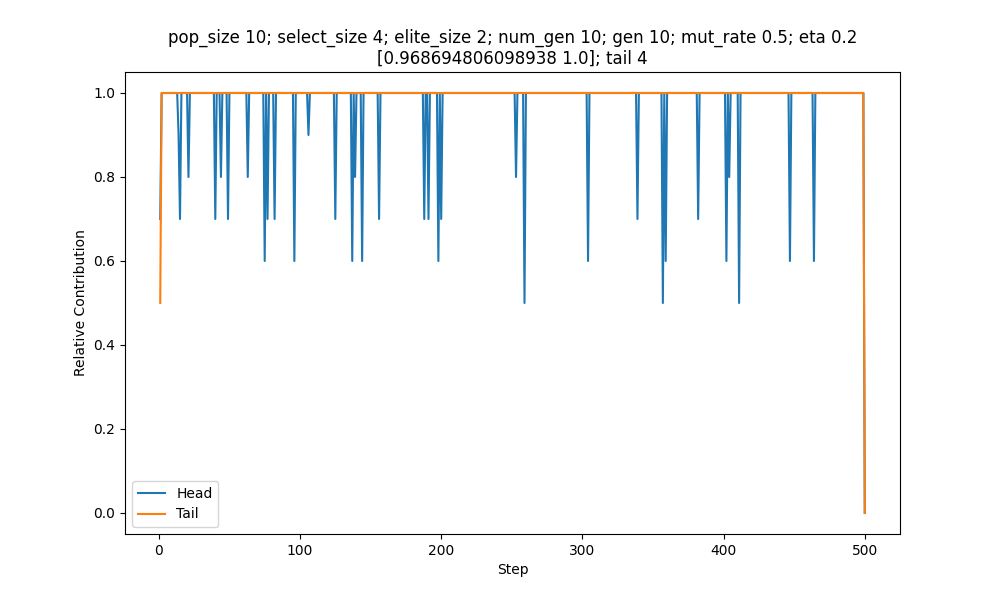 pop_size 10; select_size 4; elite_size 2; num_gen 10; gen 10; mut_rate 0.5; eta 0.2
[0.968694806098938 1.0]; tail 4
Relative Contribution
1.0
0.8
0.6
0.4
0.2
0.0
Head
Tail
0
100
200
300
400
500
Step